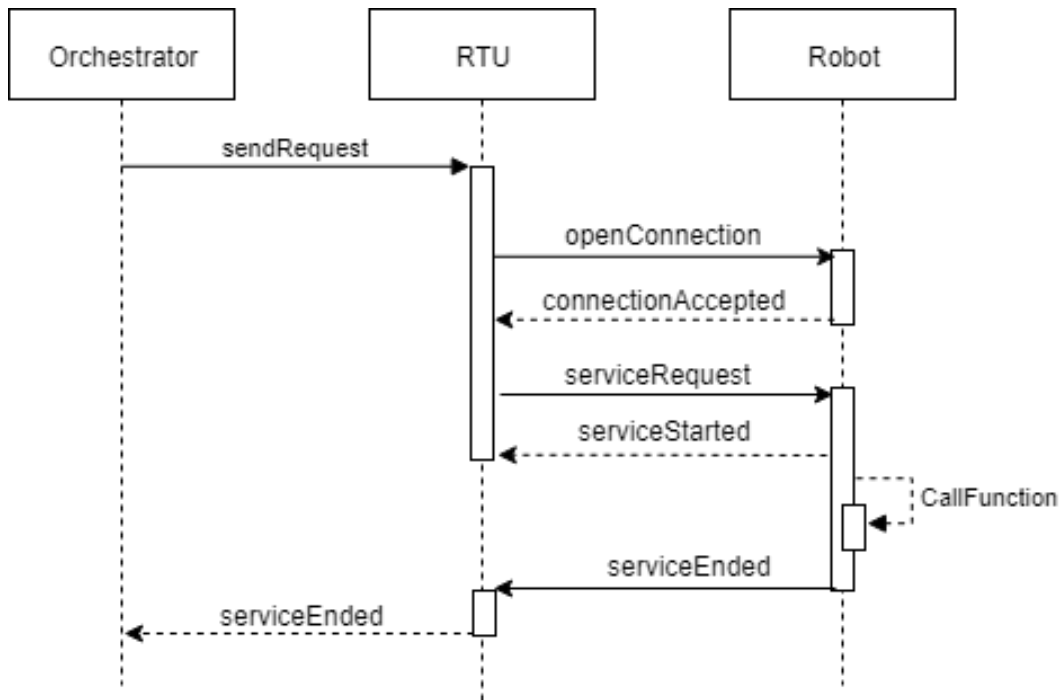 Orchestrator
RTU
Robot
sendRequest
openConnection
connectionAccepted
serviceRequest
serviceStarted
CallFunction
serviceEnded
serviceEnded